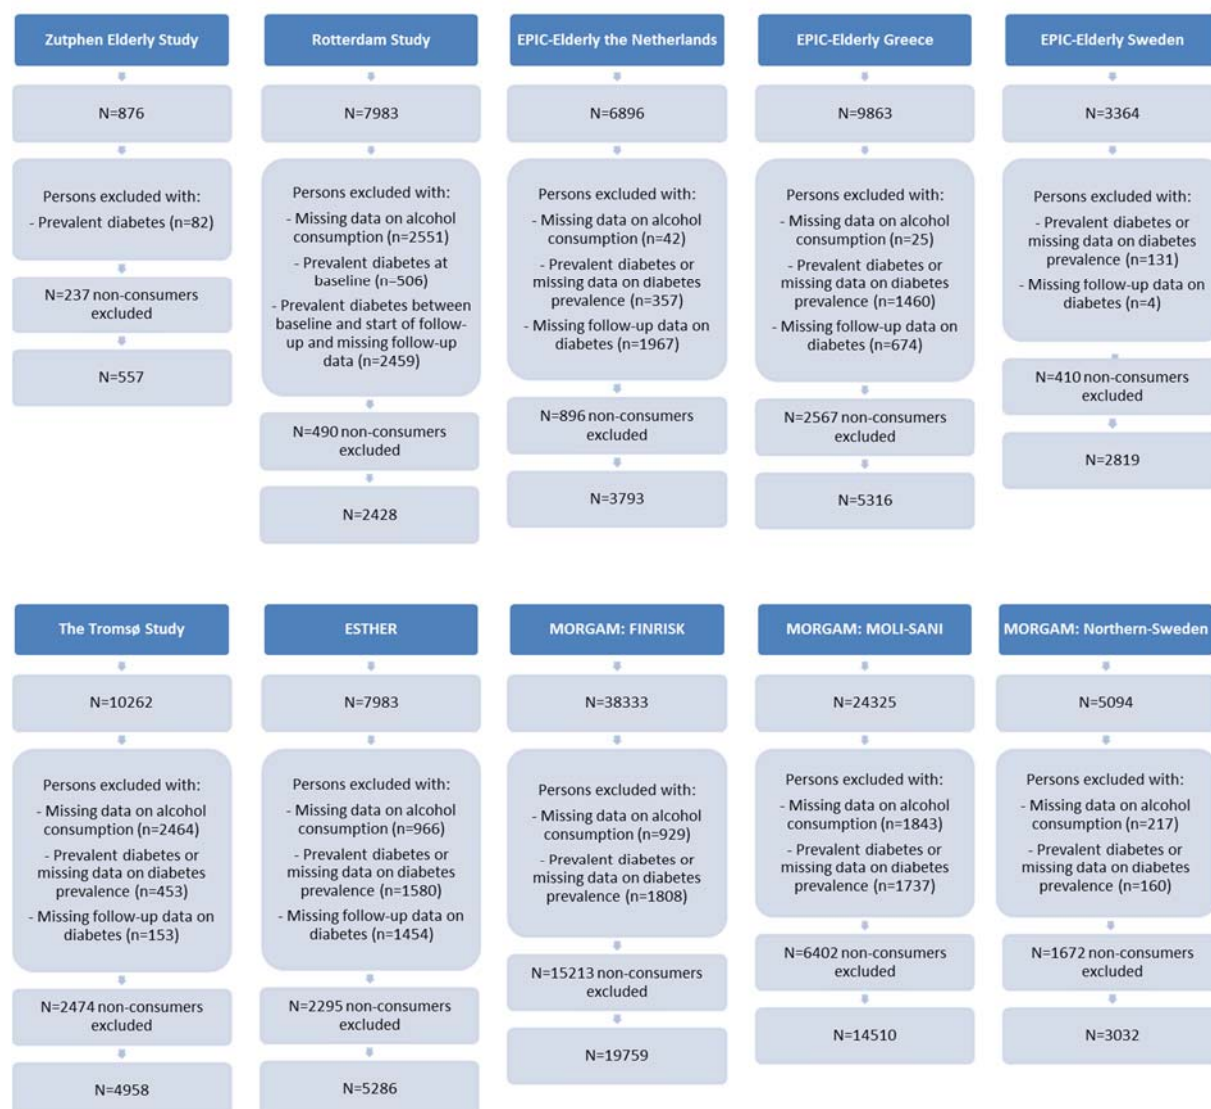 Zutphen Elderly Study
N=876
Persons excluded with:
- Prevalent diabetes (n=82)
N=237 non-consumers
excluded
N=557
Rotterdam Study
N=7983
Persons excluded with:
- Missing data on alcohol
consumption (n=2551)
- Prevalent diabetes at
baseline (n=506)
- Prevalent diabetes between
baseline and start of follow-
up and missing follow-up
data (n=2459)
N=490 non-consumers
excluded
N=2428
EPIC-Elderly the Netherlands
N=6896
Persons excluded with:
- Missing data on alcohol
consumption (n=42)
- Prevalent diabetes or
missing data on diabetes
prevalence (n=357)
- Missing follow-up data on
diabetes (n=1967)
N=896 non-consumers
excluded
N=3793
EPIC-Elderly Greece
N=9863
Persons excluded with:
- Missing data on alcohol
consumption (n=25)
- Prevalent diabetes or
missing data on diabetes
prevalence (n=1460)
- Missing follow-up data on
diabetes (n=674)
N=2567 non-consumers
excluded
N=5316
EPIC-Elderly Sweden
N=3364
Persons excluded with:
- Prevalent diabetes or
missing data on diabetes
prevalence (n=131)
- Missing follow-up data on
diabetes (n=4)
N=410 non-consumers
excluded
N=2819
The Tromsø Study
N=10262
Persons excluded with:
- Missing data on alcohol
consumption (n=2464)
- Prevalent diabetes or
missing data on diabetes
prevalence (n=453)
- Missing follow-up data on
diabetes (n=153)
N=2474 non-consumers
excluded
N=4958
ESTHER
N=7983
Persons excluded with:
- Missing data on alcohol
consumption (n=966)
- Prevalent diabetes or
missing data on diabetes
prevalence (n=1580)
- Missing follow-up data on
diabetes (n=1454)
N=2295 non-consumers
excluded
N=5286
MORGAM: FINRISK
N=38333
Persons excluded with:
- Missing data on alcohol
consumption (n=929)
- Prevalent diabetes or
missing data on diabetes
prevalence (n=1808)
N=15213 non-consumers
excluded
N=19759
MORGAM: MOLI-SANI
N=24325
Persons excluded with:
- Missing data on alcohol
consumption (n=1843)
- Prevalent diabetes or
missing data on diabetes
prevalence (n=1737)
N=6402 non-consumers
excluded
N=14510
MORGAM: Northern-Sweden
N=5094
Persons excluded with:
- Missing data on alcohol
consumption (n=217)
- Prevalent diabetes or
missing data on diabetes
prevalence (n=160)
N=1672 non-consumers
excluded
N=3032